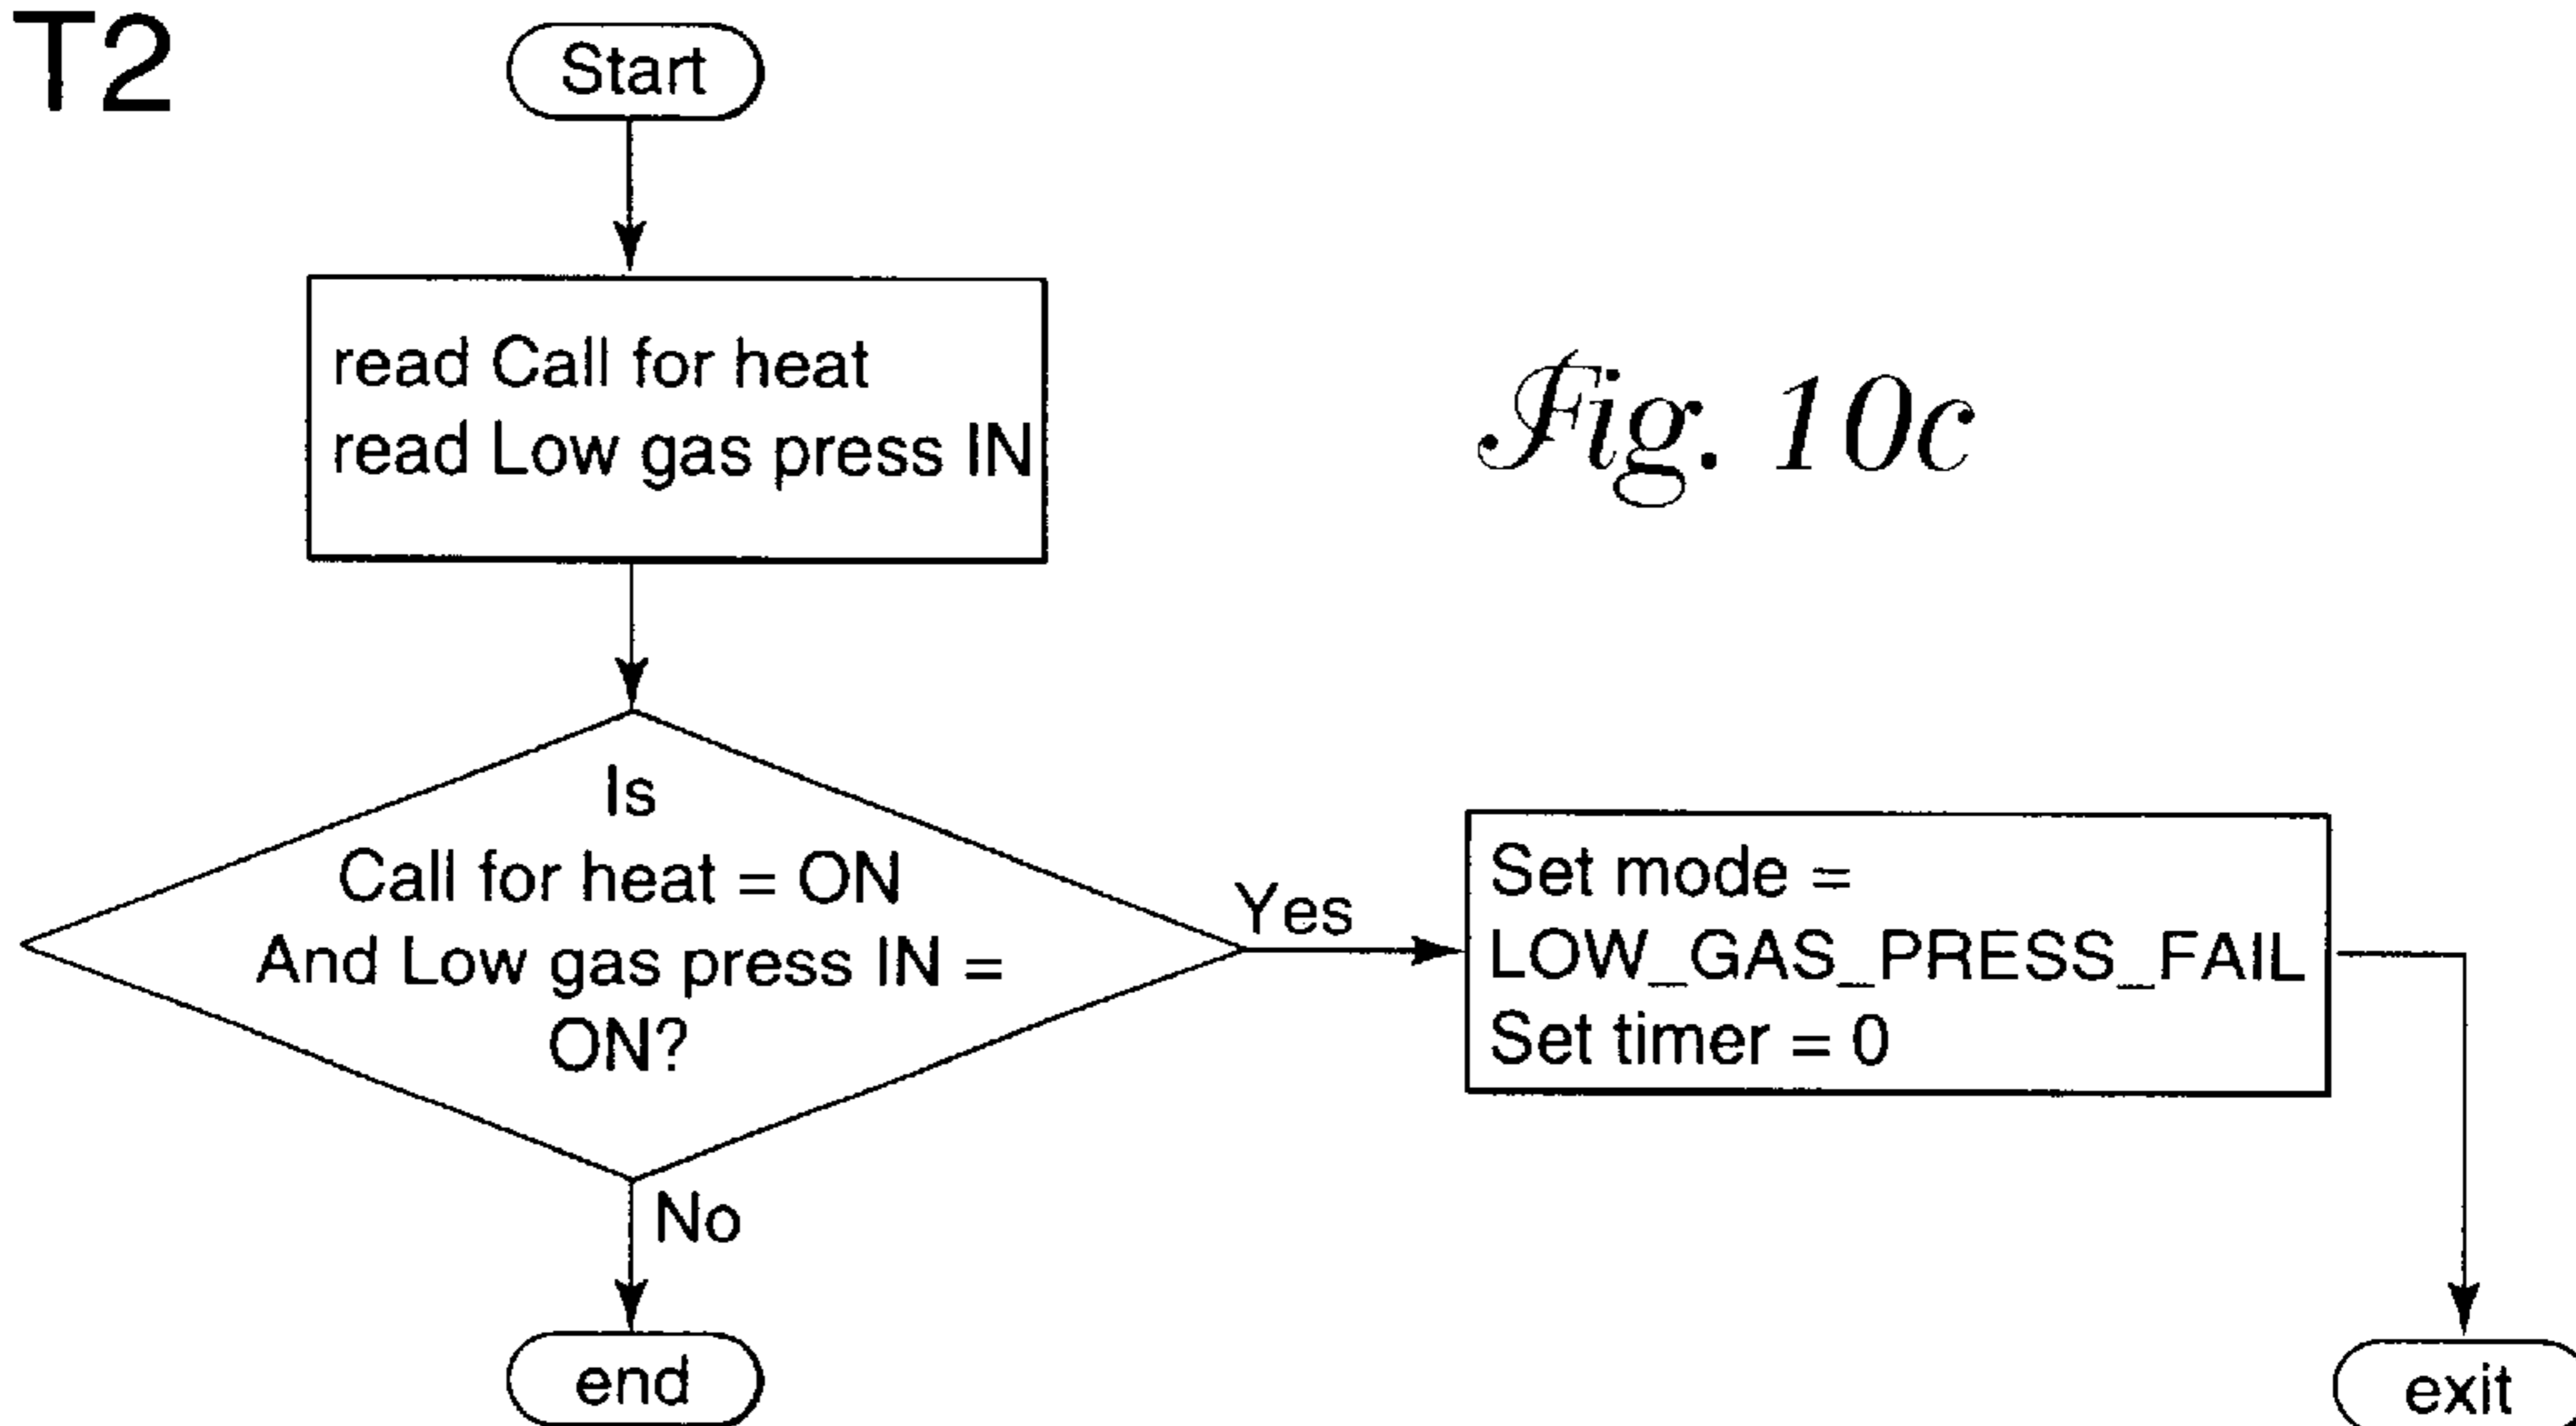 T2
Start
read Call for heat
read Low gas press IN
Fig. 10c
Is
Call for heat = ON
And Low gas press IN =
ON?
Yes
Set mode =
LOW_GAS_PRESS_FAIL
Set timer = 0
No
end
exit